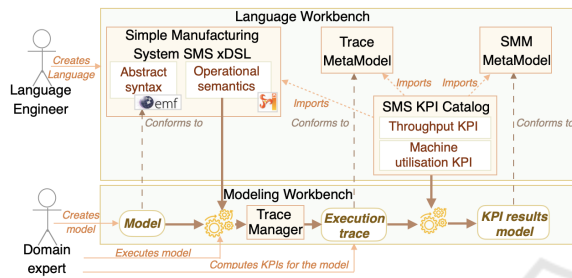 Language Workbench
Simple Manufacturing
System SMS xDSL
Abstract
syntax
emf
Operational
semantics
Trace
MetaModel
SMM
MetaModel
Creates
Language
Language
Engineer
Imports
Imports
Imports
SMS KPI Catalog
Throughput KPI
Machine
utilisation KPI
Conforms to
Conforms to
Conforms to
Modeling Workbench
Creates
model
Model
Trace
Manager
Execution
trace
KPI results
model
Domain
expert
Executes model
Computes KPIs for the model